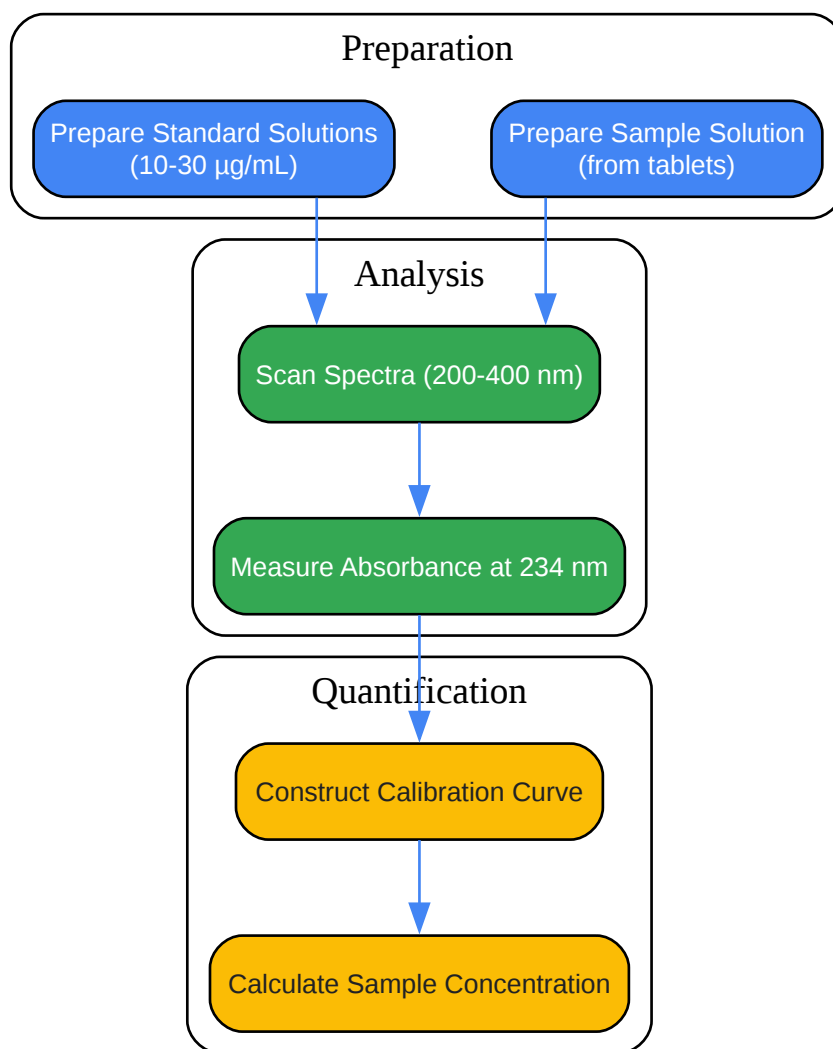 Preparation
Prepare Standard Solutions
(10-30 µg/mL)
Prepare Sample Solution
(from tablets)
Analysis
Scan Spectra (200-400 nm)
Measure Absorbance at 234 nm
Quantification
Construct Calibration Curve
Calculate Sample Concentration